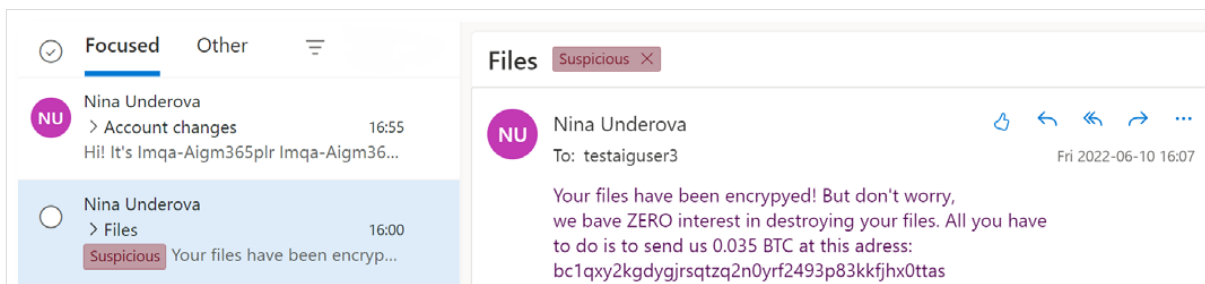 Focused Other
NU
Nina Underova
> Account changes 16:55
Hi! It's Imqa-Aigm365plr Imqa-Aigm36...
Nina Underova
> Files 16:00
Suspicious Your files have been encryp...
Files Suspicious ×
NU
Nina Underova
To: testaiguser3
Fri 2022-06-10 16:07
Your files have been encrypyed! But don't worry,
we bave ZERO interest in destroying your files. All you have
to do is to send us 0.035 BTC at this adress:
bc1qxy2kgdygjrsqtzq2n0yrf2493p83kkfjhx0ttas